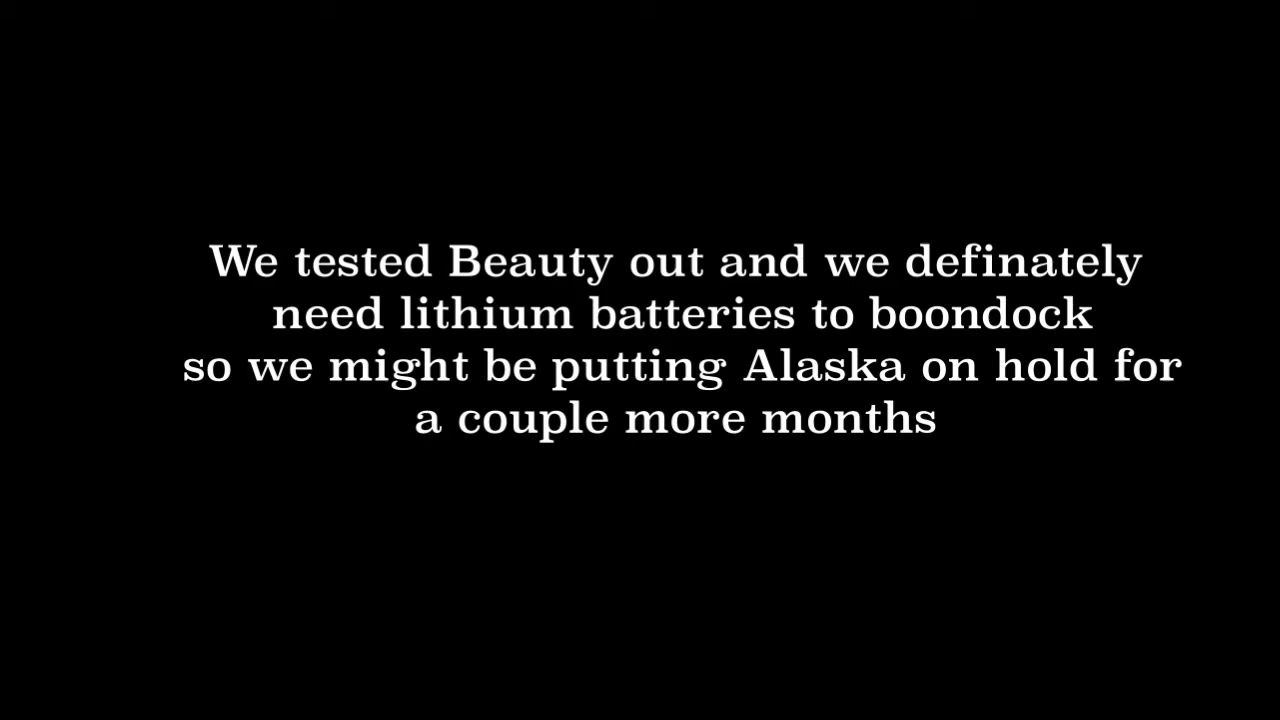 We tested Beauty out and we definately
need lithium batteries to boondock
so we might be putting Alaska on hold for
a couple more months